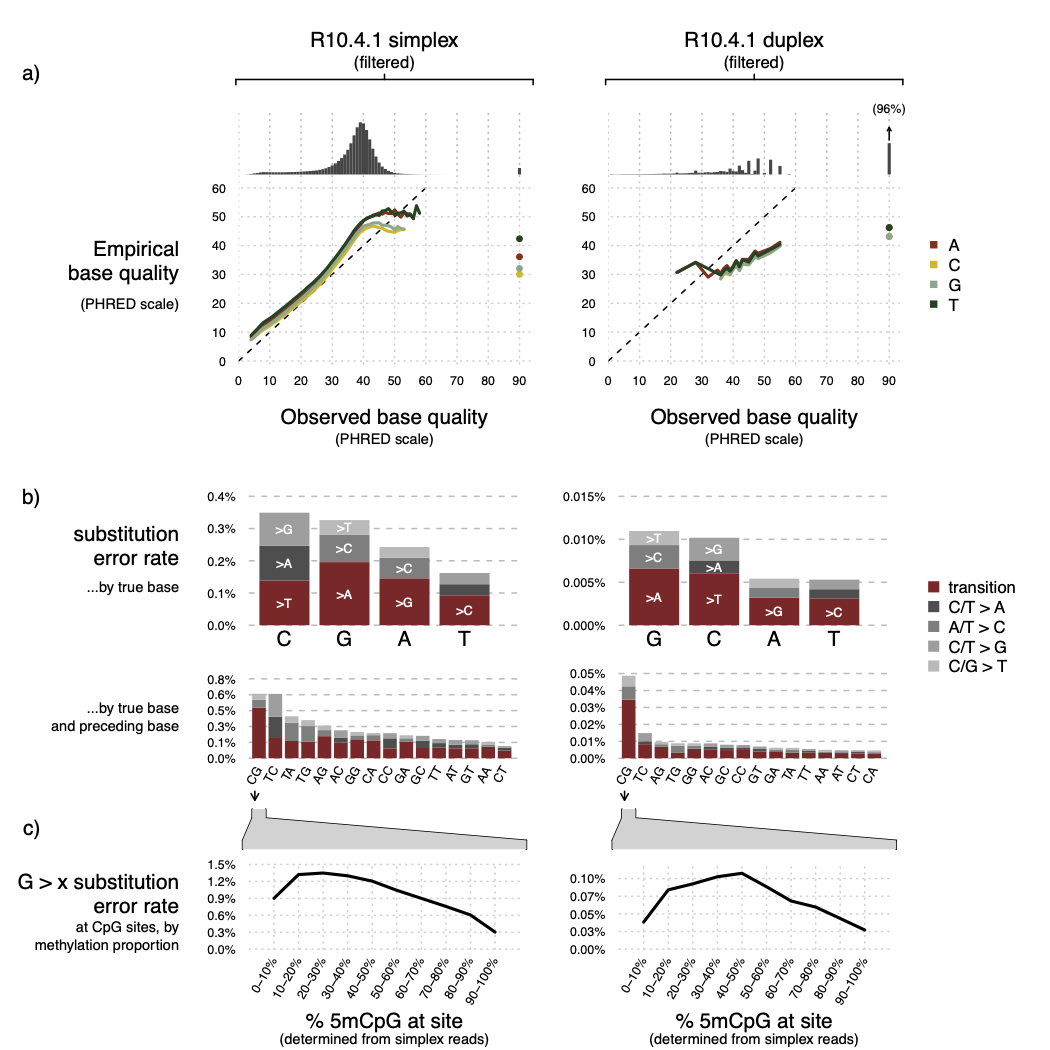 R10.4.1 simplex
(filtered)
R10.4.1 duplex
(filtered)
a)
(96%)
60
50
40
30
20
10
0
60
50
40
30
20
10
0
Empirical
base quality
(PHRED scale)
A
C
G
T
0 10 20 30 40 50 60 70 80 90
0 10 20 30 40 50 60 70 80 90
Observed base quality
(PHRED scale)
Observed base quality
(PHRED scale)
b)
substitution
error rate
...by true base
0.4%
0.3%
0.2%
0.1%
0.0%
>G
>A
>T
>T
>C
>A
>C
>G
>C
C G A T
0.015%
0.010%
0.005%
0.000%
>T
>C
>A
>G
>A
>T
>G
>C
G C A T
transition
C/T > A
A/T > C
C/T > G
C/G > T
...by true base
and preceding base
0.8%
0.6%
0.5%
0.3%
0.1%
0.0%
CG TC TA TG AG AC GG CA CC GA GC TT AT GT AA CT
0.05%
0.04%
0.03%
0.02%
0.01%
0.00%
CG TC AG TG GG AC GC CC GT GA TA TT AA AT CT CA
c)
G > x substitution
error rate
at CpG sites, by
methylation proportion
1.5%
1.2%
0.9%
0.6%
0.3%
0.0%
0–10% 10–20% 20–30% 30–40% 40–50% 50–60% 60–70% 70–80% 80–90% 90–100%
% 5mCpG at site
(determined from simplex reads)
0.10%
0.07%
0.05%
0.03%
0.00%
0–10% 10–20% 20–30% 30–40% 40–50% 50–60% 60–70% 70–80% 80–90% 90–100%
% 5mCpG at site
(determined from simplex reads)